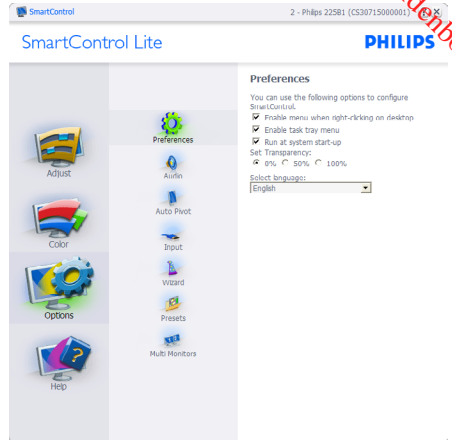 SmartControl
2 - Philips 225B1 (CS30715000001)
SmartControl Lite
PHILIPS
Adjust
Color
Options
Help
Preferences
Audio
Auto Pivot
Input
Wizard
Presets
Multi Monitors
Preferences
You can use the following options to configure
SmartControl.
Enable menu when right-clicking on desktop
Enable task tray menu
Run at system start-up
Set Transparency:
0% 50% 100%
Select language:
English